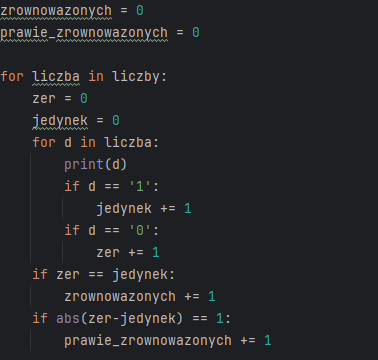 zrownowazonych = 0
prawie_zrownowazonych = 0
for liczba in liczby:
    zer = 0
    jedynek = 0
    for d in liczba:
        print(d)
        if d == '1':
            jedynek += 1
        if d == '0':
            zer += 1
    if zer == jedynek:
        zrownowazonych += 1
    if abs(zer-jedynek) == 1:
        prawie_zrownowazonych += 1